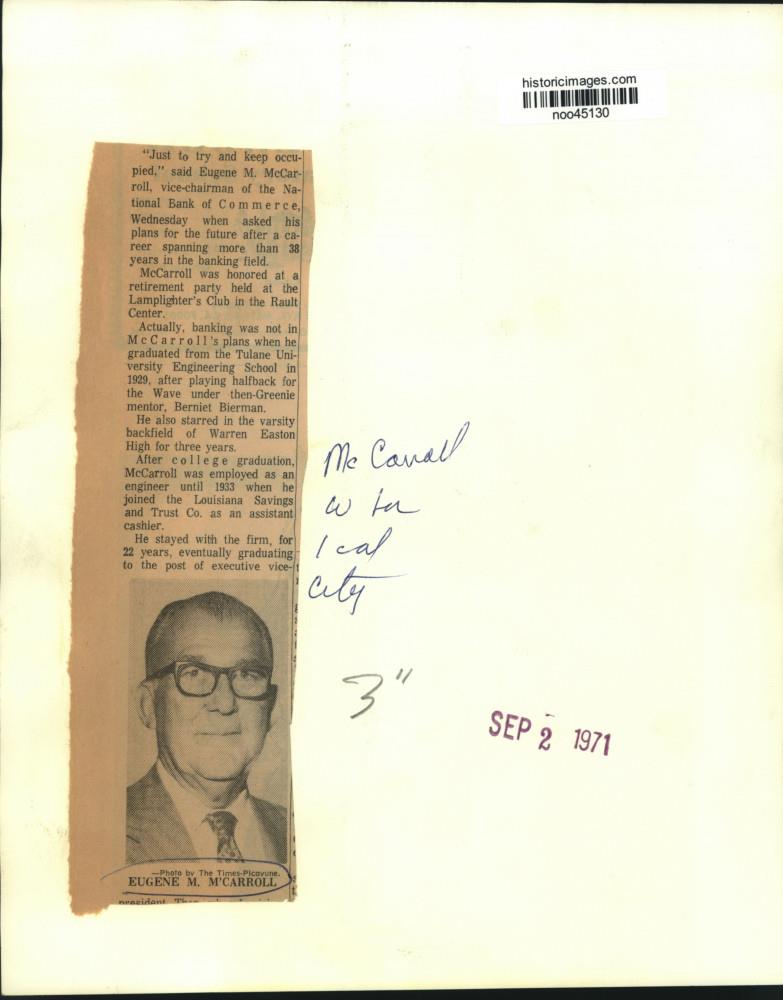 historicimages.com
noo45130
"Just to try and keep occu-
pied," said Eugene M. McCar-
roll, vice-chairman of the Na-
tional Bank of Commerce,
Wednesday when asked his
plans for the future after a ca-
reer spanning more than 38
years in the banking field.
McCarroll was honored at a
retirement party held at the
Lamplighter's Club in the Rault
Center.
Actually, banking was not in
McCarroll's plans when he
graduated from the Tulane Uni-
versity Engineering School in
1929, after playing halfback for
the Wave under then-Greenie
mentor, Berniet Bierman.
He also starred in the varsity
backfield of Warren Easton
High for three years.
After college graduation,
McCarroll was employed as an
engineer until 1933 when he
joined the Louisiana Savings
and Trust Co. as an assistant
cashier.
He stayed with the firm, for
22 years, eventually graduating
to the post of executive vice-
Mc Carroll
1 col
City
3"
SEP 2 1971
—Photo by The Times-Picayune.
EUGENE M. M'CARROLL
president